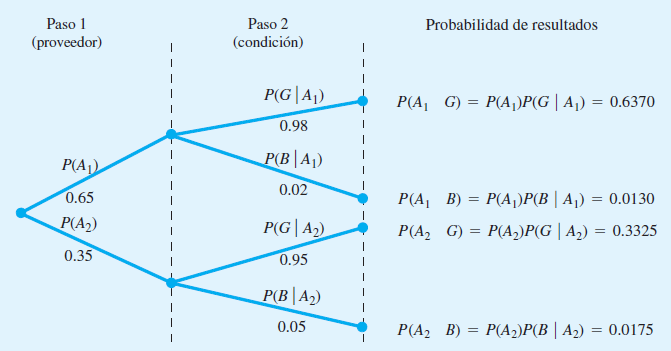 Paso 1
(proveedor)
Paso 2
(condición)
Probabilidad de resultados
P(G | A₁)
0.98
P(A₁ G) = P(A₁)P(G | A₁) = 0.6370
P(A₁)
0.65
P(B | A₁)
0.02
P(A₁ B) = P(A₁)P(B | A₁) = 0.0130
P(A₂)
0.35
P(G | A₂)
0.95
P(A₂ G) = P(A₂)P(G | A₂) = 0.3325
P(B | A₂)
0.05
P(A₂ B) = P(A₂)P(B | A₂) = 0.0175